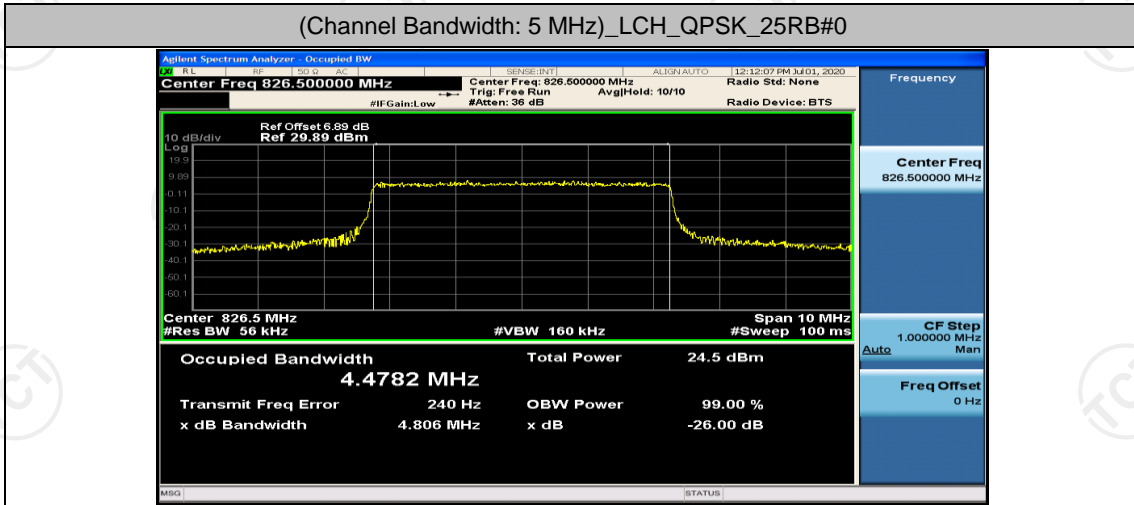 (Channel Bandwidth: 5 MHz)_LCH_QPSK_25RB#0
Agilent Spectrum Analyzer - Occupied BW
LXI RL RF 50 Ω AC SENSE:INT ALIGN AUTO 12:12:07 PM Jul 01, 2020
Center Freq 826.500000 MHz
Center Freq: 826.500000 MHz
Radio Std: None
Trig: Free Run Avg|Hold: 10/10
#IFGain:Low #Atten: 36 dB Radio Device: BTS
Ref Offset 6.89 dB
10 dB/div Ref 29.89 dBm
Log
19.9
9.89
-0.11
-10.1
-20.1
-30.1
-40.1
-50.1
-60.1
Center 826.5 MHz Span 10 MHz
#Res BW 56 kHz #VBW 160 kHz #Sweep 100 ms
Occupied Bandwidth Total Power 24.5 dBm
4.4782 MHz
Transmit Freq Error 240 Hz OBW Power 99.00 %
x dB Bandwidth 4.806 MHz x dB -26.00 dB
MSG STATUS
Frequency
Center Freq
826.500000 MHz
CF Step
1.000000 MHz
Auto Man
Freq Offset
0 Hz
TCT
TCT